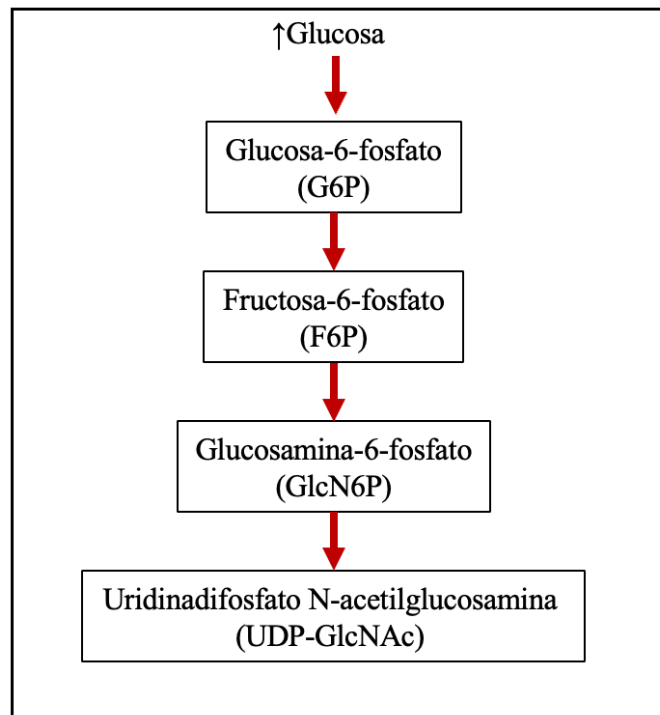 ↑Glucosa
Glucosa-6-fosfato
(G6P)
Fructosa-6-fosfato
(F6P)
Glucosamina-6-fosfato
(GlcN6P)
Uridinadifosfato N-acetilglucosamina
(UDP-GlcNAc)